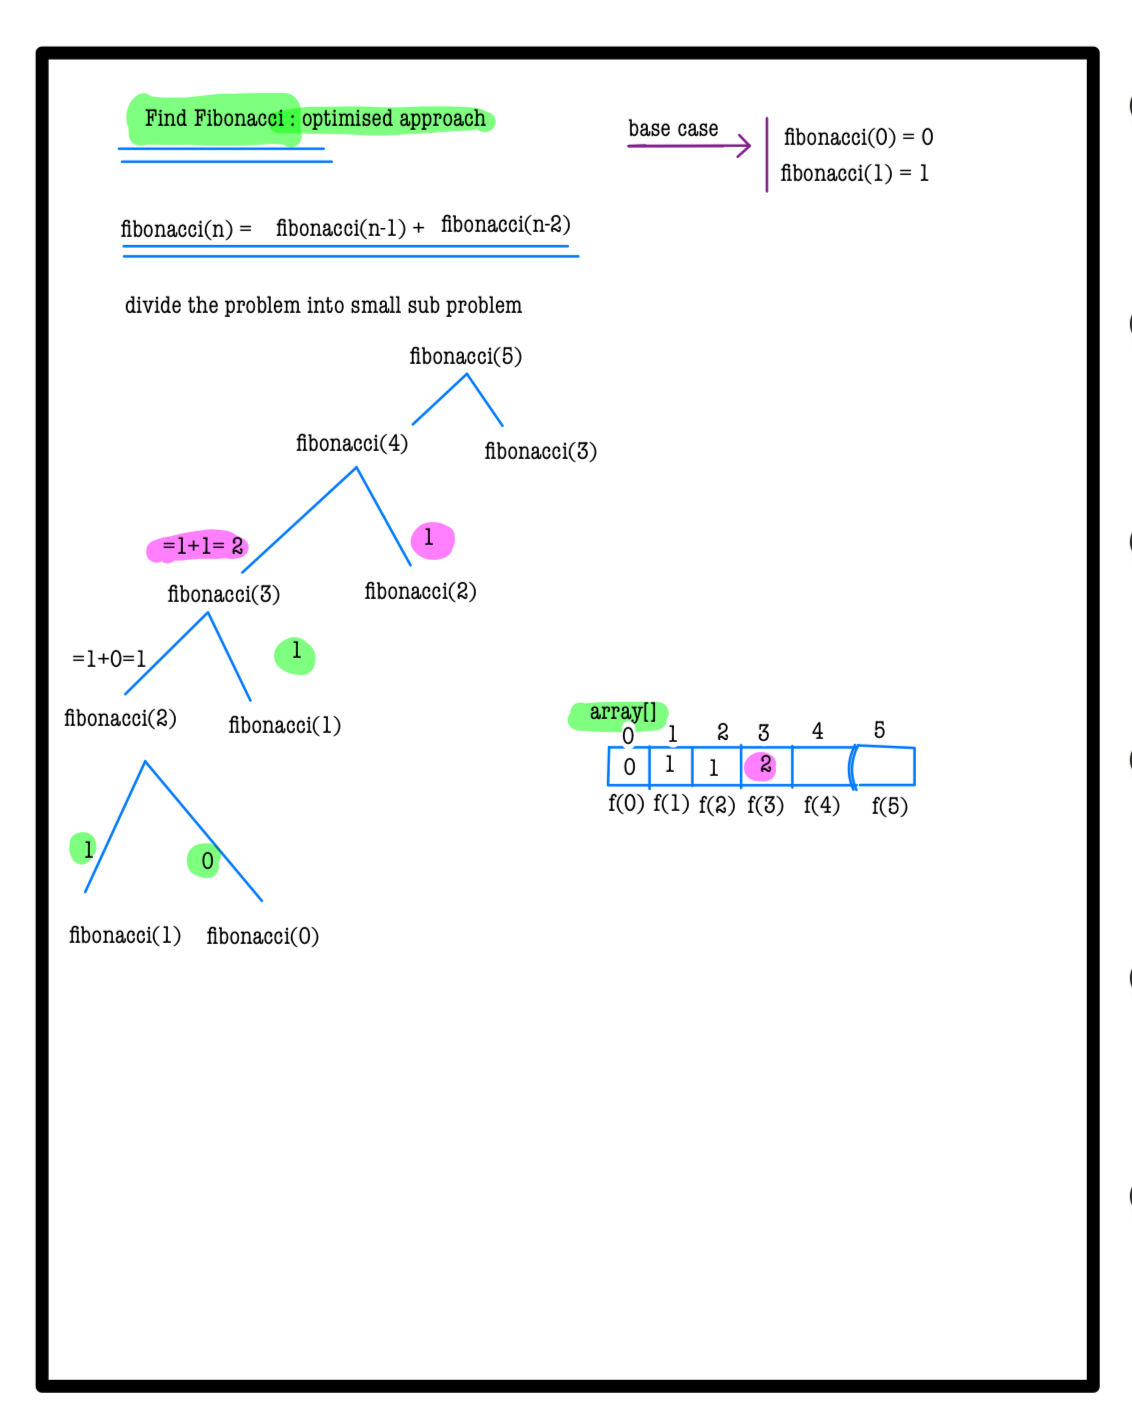 Find Fibonacci : optimised approach
base case
fibonacci(0) = 0
fibonacci(1) = 1
fibonacci(n) = fibonacci(n-1) + fibonacci(n-2)
divide the problem into small sub problem
fibonacci(5)
fibonacci(4)
fibonacci(3)
=1+1= 2
1
fibonacci(3)
fibonacci(2)
=1+0=1
1
fibonacci(2)
fibonacci(1)
array[]
0 1 2 3 4 5
0 1 1 2
f(0) f(1) f(2) f(3) f(4) f(5)
1
0
fibonacci(1) fibonacci(0)